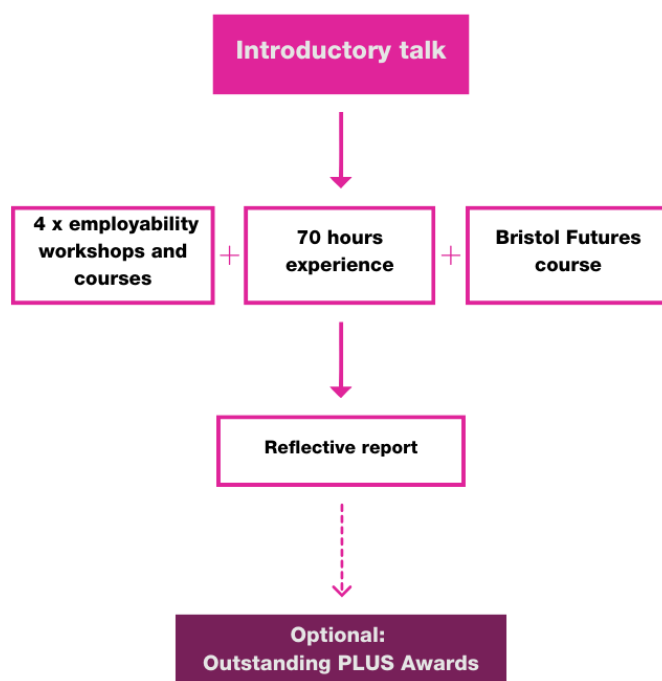 Introductory talk
4 x employability
workshops and
courses
+
70 hours
experience
+
Bristol Futures
course
Reflective report
Optional:
Outstanding PLUS Awards